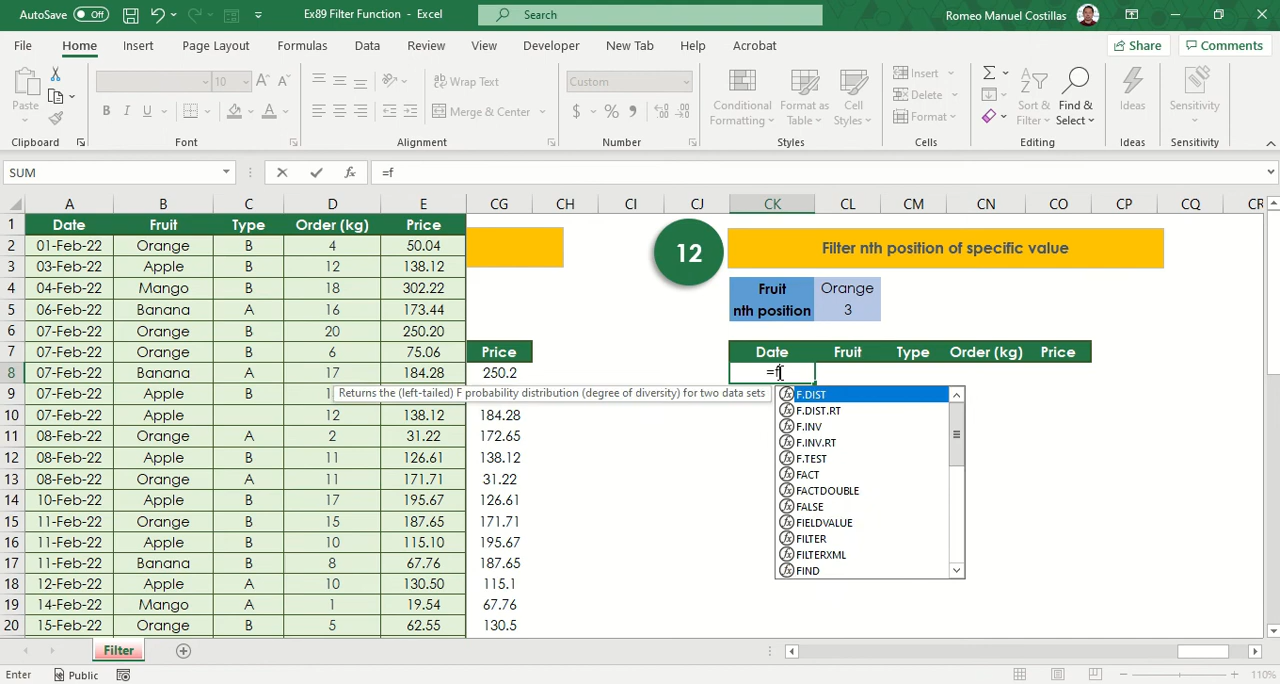 AutoSave Off Ex89 Filter Function - Excel Search Romeo Manuel Costillas
File Home Insert Page Layout Formulas Data Review View Developer New Tab Help Acrobat Share Comments
Paste
10
Wrap Text
Merge & Center
Custom
Conditional Formatting
Format as Table
Cell Styles
Insert
Delete
Format
Sort & Filter
Find & Select
Ideas
Sensitivity
Clipboard Font Alignment Number Styles Cells Editing Ideas Sensitivity
SUM =f
A B C D E CG CH CI CJ CK CL CM CN CO CP CQ CR
1 Date Fruit Type Order (kg) Price
12 Filter nth position of specific value
2 01-Feb-22 Orange B 4 50.04
3 03-Feb-22 Apple B 12 138.12
4 04-Feb-22 Mango B 18 302.22 Fruit Orange
5 06-Feb-22 Banana A 16 173.44 nth position 3
6 07-Feb-22 Orange B 20 250.20
7 07-Feb-22 Orange B 6 75.06 Price Date Fruit Type Order (kg) Price
8 07-Feb-22 Banana A 17 184.28 250.2 =f
9 07-Feb-22 Apple B 1
Returns the (left-tailed) F probability distribution (degree of diversity) for two data sets
10 07-Feb-22 Apple 12 138.12 184.28
11 08-Feb-22 Orange A 2 31.22 172.65
12 08-Feb-22 Apple B 11 126.61 138.12
13 08-Feb-22 Orange A 11 171.71 31.22
14 10-Feb-22 Apple B 17 195.67 126.61
15 11-Feb-22 Orange B 15 187.65 171.71
16 11-Feb-22 Apple B 10 115.10 195.67
17 11-Feb-22 Banana B 8 67.76 187.65
18 12-Feb-22 Apple A 10 130.50 115.1
19 14-Feb-22 Mango A 1 19.54 67.76
20 15-Feb-22 Orange B 5 62.55 130.5
F.DIST
F.DIST.RT
F.INV
F.INV.RT
F.TEST
FACT
FACTDOUBLE
FALSE
FIELDVALUE
FILTER
FILTERXML
FIND
Filter
Enter Public 110%